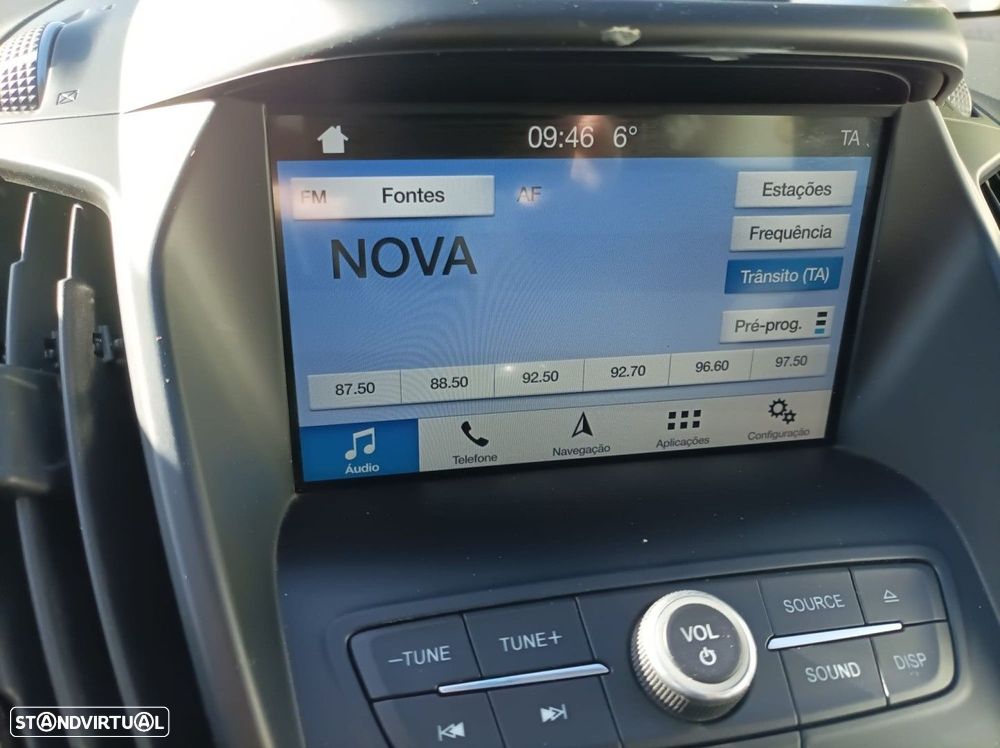 09:46 6° TA
FM Fontes AF Estações
NOVA
Frequência
Trânsito (TA)
Pré-prog.
87.50 88.50 92.50 92.70 96.60 97.50
Áudio Telefone Navegação Aplicações Configuração
–TUNE TUNE+ VOL SOURCE
SOUND DISP
STANDVIRTUAL